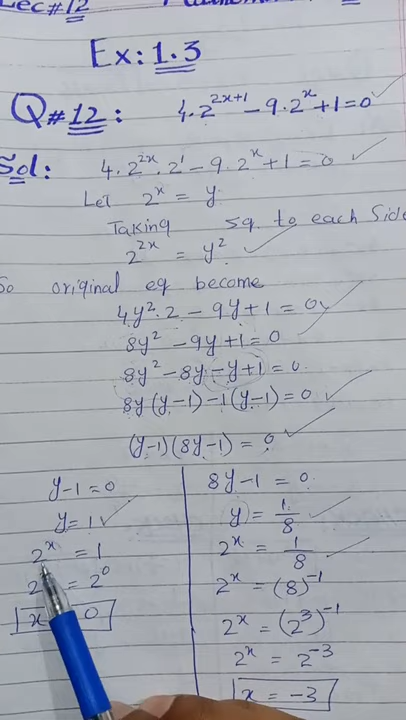 Lec#12
Ex: 1.3
Q#12: 4.2^{2x+1} - 9.2^x + 1 = 0
Sol: 4.2^{2x}.2^1 - 9.2^x + 1 = 0
Let 2^x = y
Taking sq. to each Side
2^{2x} = y^2
So original eq become
4y^2.2 - 9y + 1 = 0
8y^2 - 9y + 1 = 0
8y^2 - 8y - y + 1 = 0
8y(y-1) - 1(y-1) = 0
(y-1)(8y-1) = 0
y-1 = 0
y = 1
2^x = 1
2 = 2^0
x 0
8y-1 = 0
y = 1/8
2^x = 1/8
2^x = (8)^{-1}
2^x = (2^3)^{-1}
2^x = 2^{-3}
x = -3